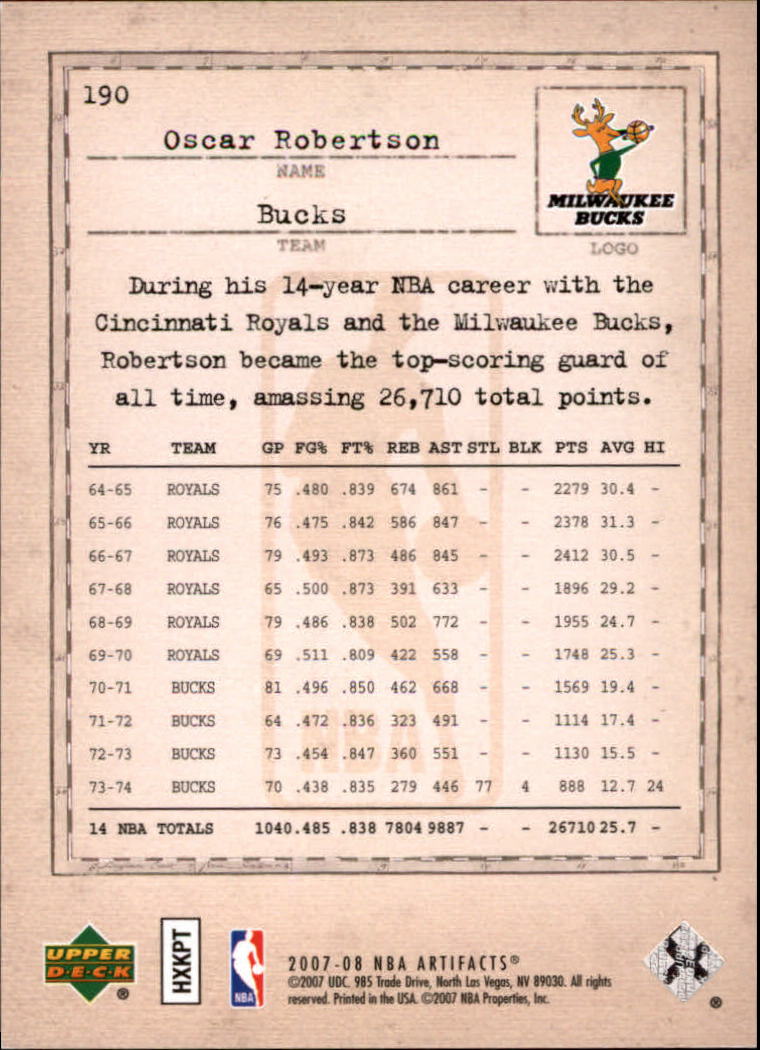 190
Oscar Robertson
NAME
Bucks
TEAM
MILWAUKEE
BUCKS
LOGO
During his 14-year NBA career with the
Cincinnati Royals and the Milwaukee Bucks,
Robertson became the top-scoring guard of
all time, amassing 26,710 total points.
YR TEAM GP FG% FT% REB AST STL BLK PTS AVG HI
64-65 ROYALS 75 .480 .839 674 861 - - 2279 30.4 -
65-66 ROYALS 76 .475 .842 586 847 - - 2378 31.3 -
66-67 ROYALS 79 .493 .873 486 845 - - 2412 30.5 -
67-68 ROYALS 65 .500 .873 391 633 - - 1896 29.2 -
68-69 ROYALS 79 .486 .838 502 772 - - 1955 24.7 -
69-70 ROYALS 69 .511 .809 422 558 - - 1748 25.3 -
70-71 BUCKS 81 .496 .850 462 668 - - 1569 19.4 -
71-72 BUCKS 64 .472 .836 323 491 - - 1114 17.4 -
72-73 BUCKS 73 .454 .847 360 551 - - 1130 15.5 -
73-74 BUCKS 70 .438 .835 279 446 77 4 888 12.7 24
14 NBA TOTALS 1040 .485 .838 7804 9887 - - 26710 25.7 -
NBA
UPPER
D·E·C·K
®
HXKPT
NBA
2007-08 NBA ARTIFACTS®
©2007 UDC. 985 Trade Drive, North Las Vegas, NV 89030. All rights
reserved. Printed in the USA. ©2007 NBA Properties, Inc.
®